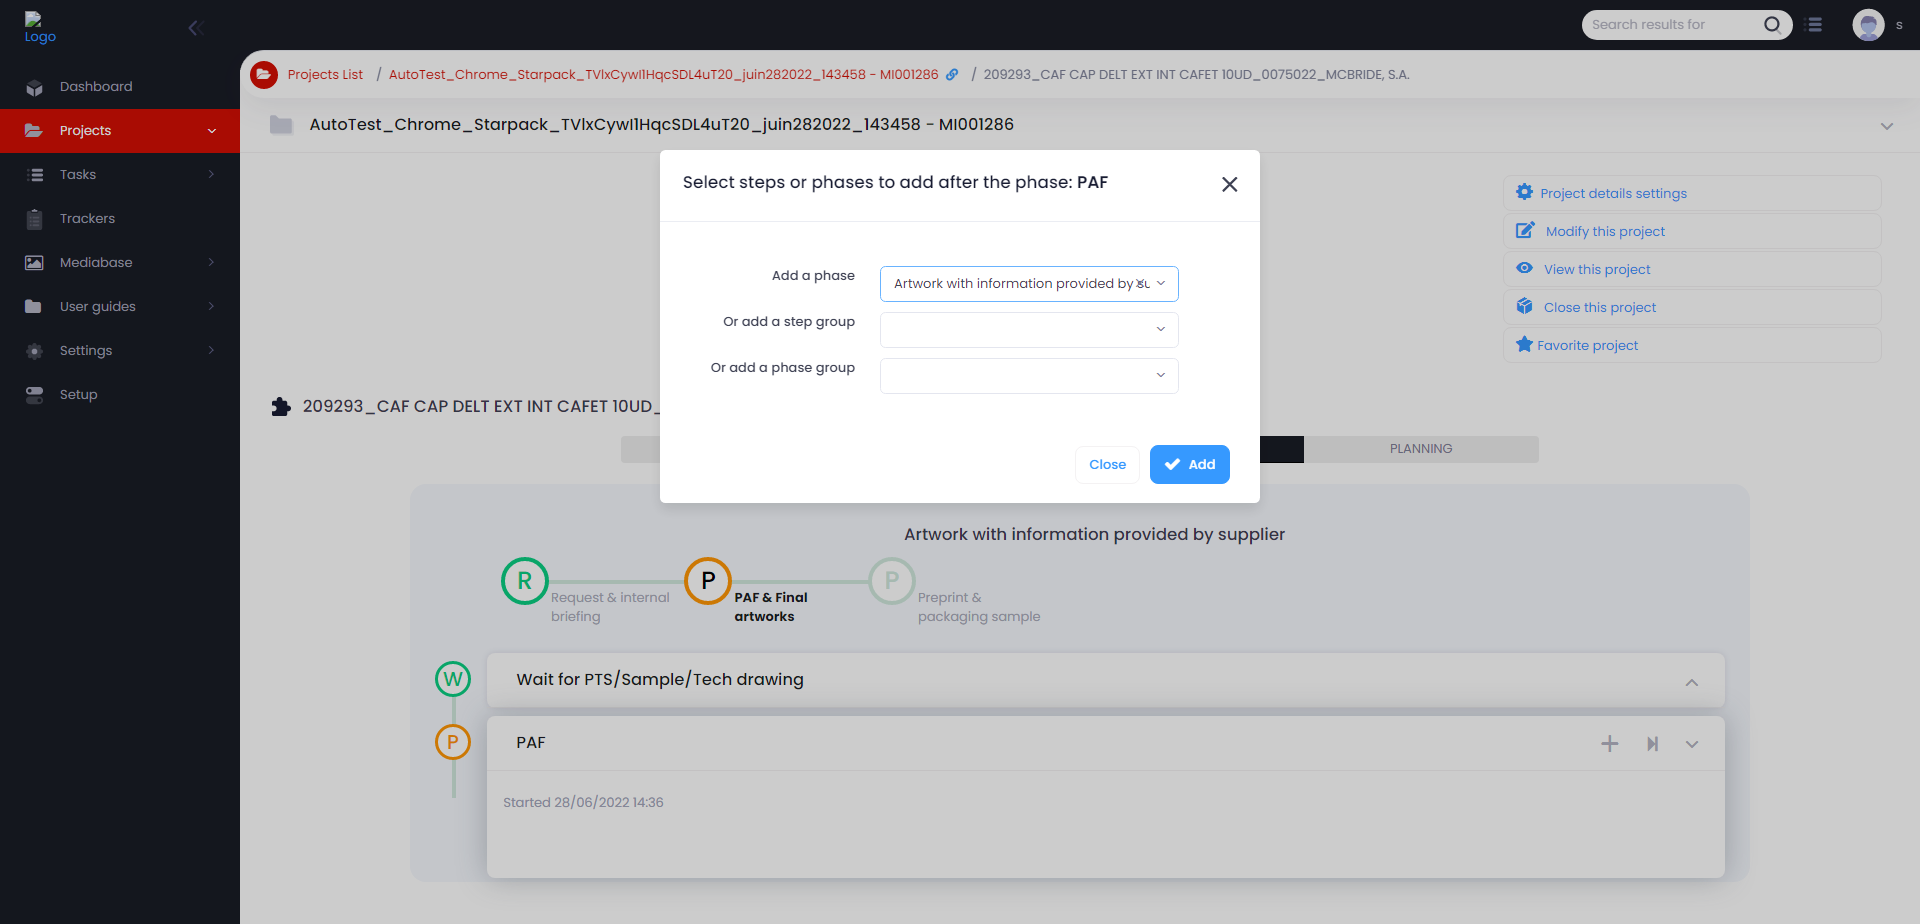 Logo
Search results for
s
Dashboard
Projects
Tasks
Trackers
Mediabase
User guides
Settings
Setup
Projects List / AutoTest_Chrome_Starpack_TVlxCywI1HqcSDL4uT20_juin282022_143458 - MI001286 / 209293_CAF CAP DELT EXT INT CAFET 10UD_0075022_MCBRIDE, S.A.
AutoTest_Chrome_Starpack_TVlxCywI1HqcSDL4uT20_juin282022_143458 - MI001286
Select steps or phases to add after the phase: PAF
Add a phase
Artwork with information provided by su
Or add a step group
Or add a phase group
Close
Add
Project details settings
Modify this project
View this project
Close this project
Favorite project
209293_CAF CAP DELT EXT INT CAFET 10UD_
PLANNING
Artwork with information provided by supplier
R
Request & internal
briefing
P
PAF & Final
artworks
P
Preprint &
packaging sample
W
Wait for PTS/Sample/Tech drawing
P
PAF
Started 28/06/2022 14:36